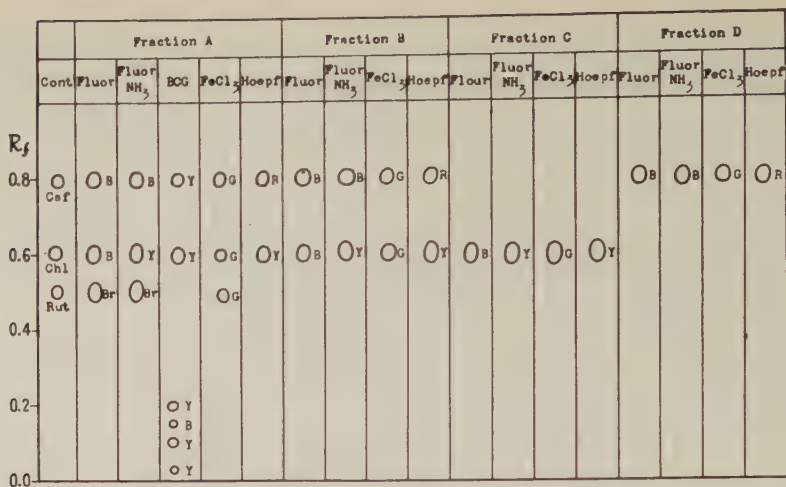 Fraction A Fraction B Fraction C Fraction D
Cont Fluor Fluor NH3 BCG FeCl3 Hoepf Fluor Fluor NH3 FeCl3 Hoepf Flour Fluor NH3 FeCl3 Hoepf Fluor Fluor NH3 FeCl3 Hoepf
Rf
0.8 B B Y G R B B G R B B G R
Caf
0.6 B Y Y G Y B Y G Y B Y G Y
Chl
Br Br G
Rut
0.4
0.2 Y
B
Y
Y
0.0